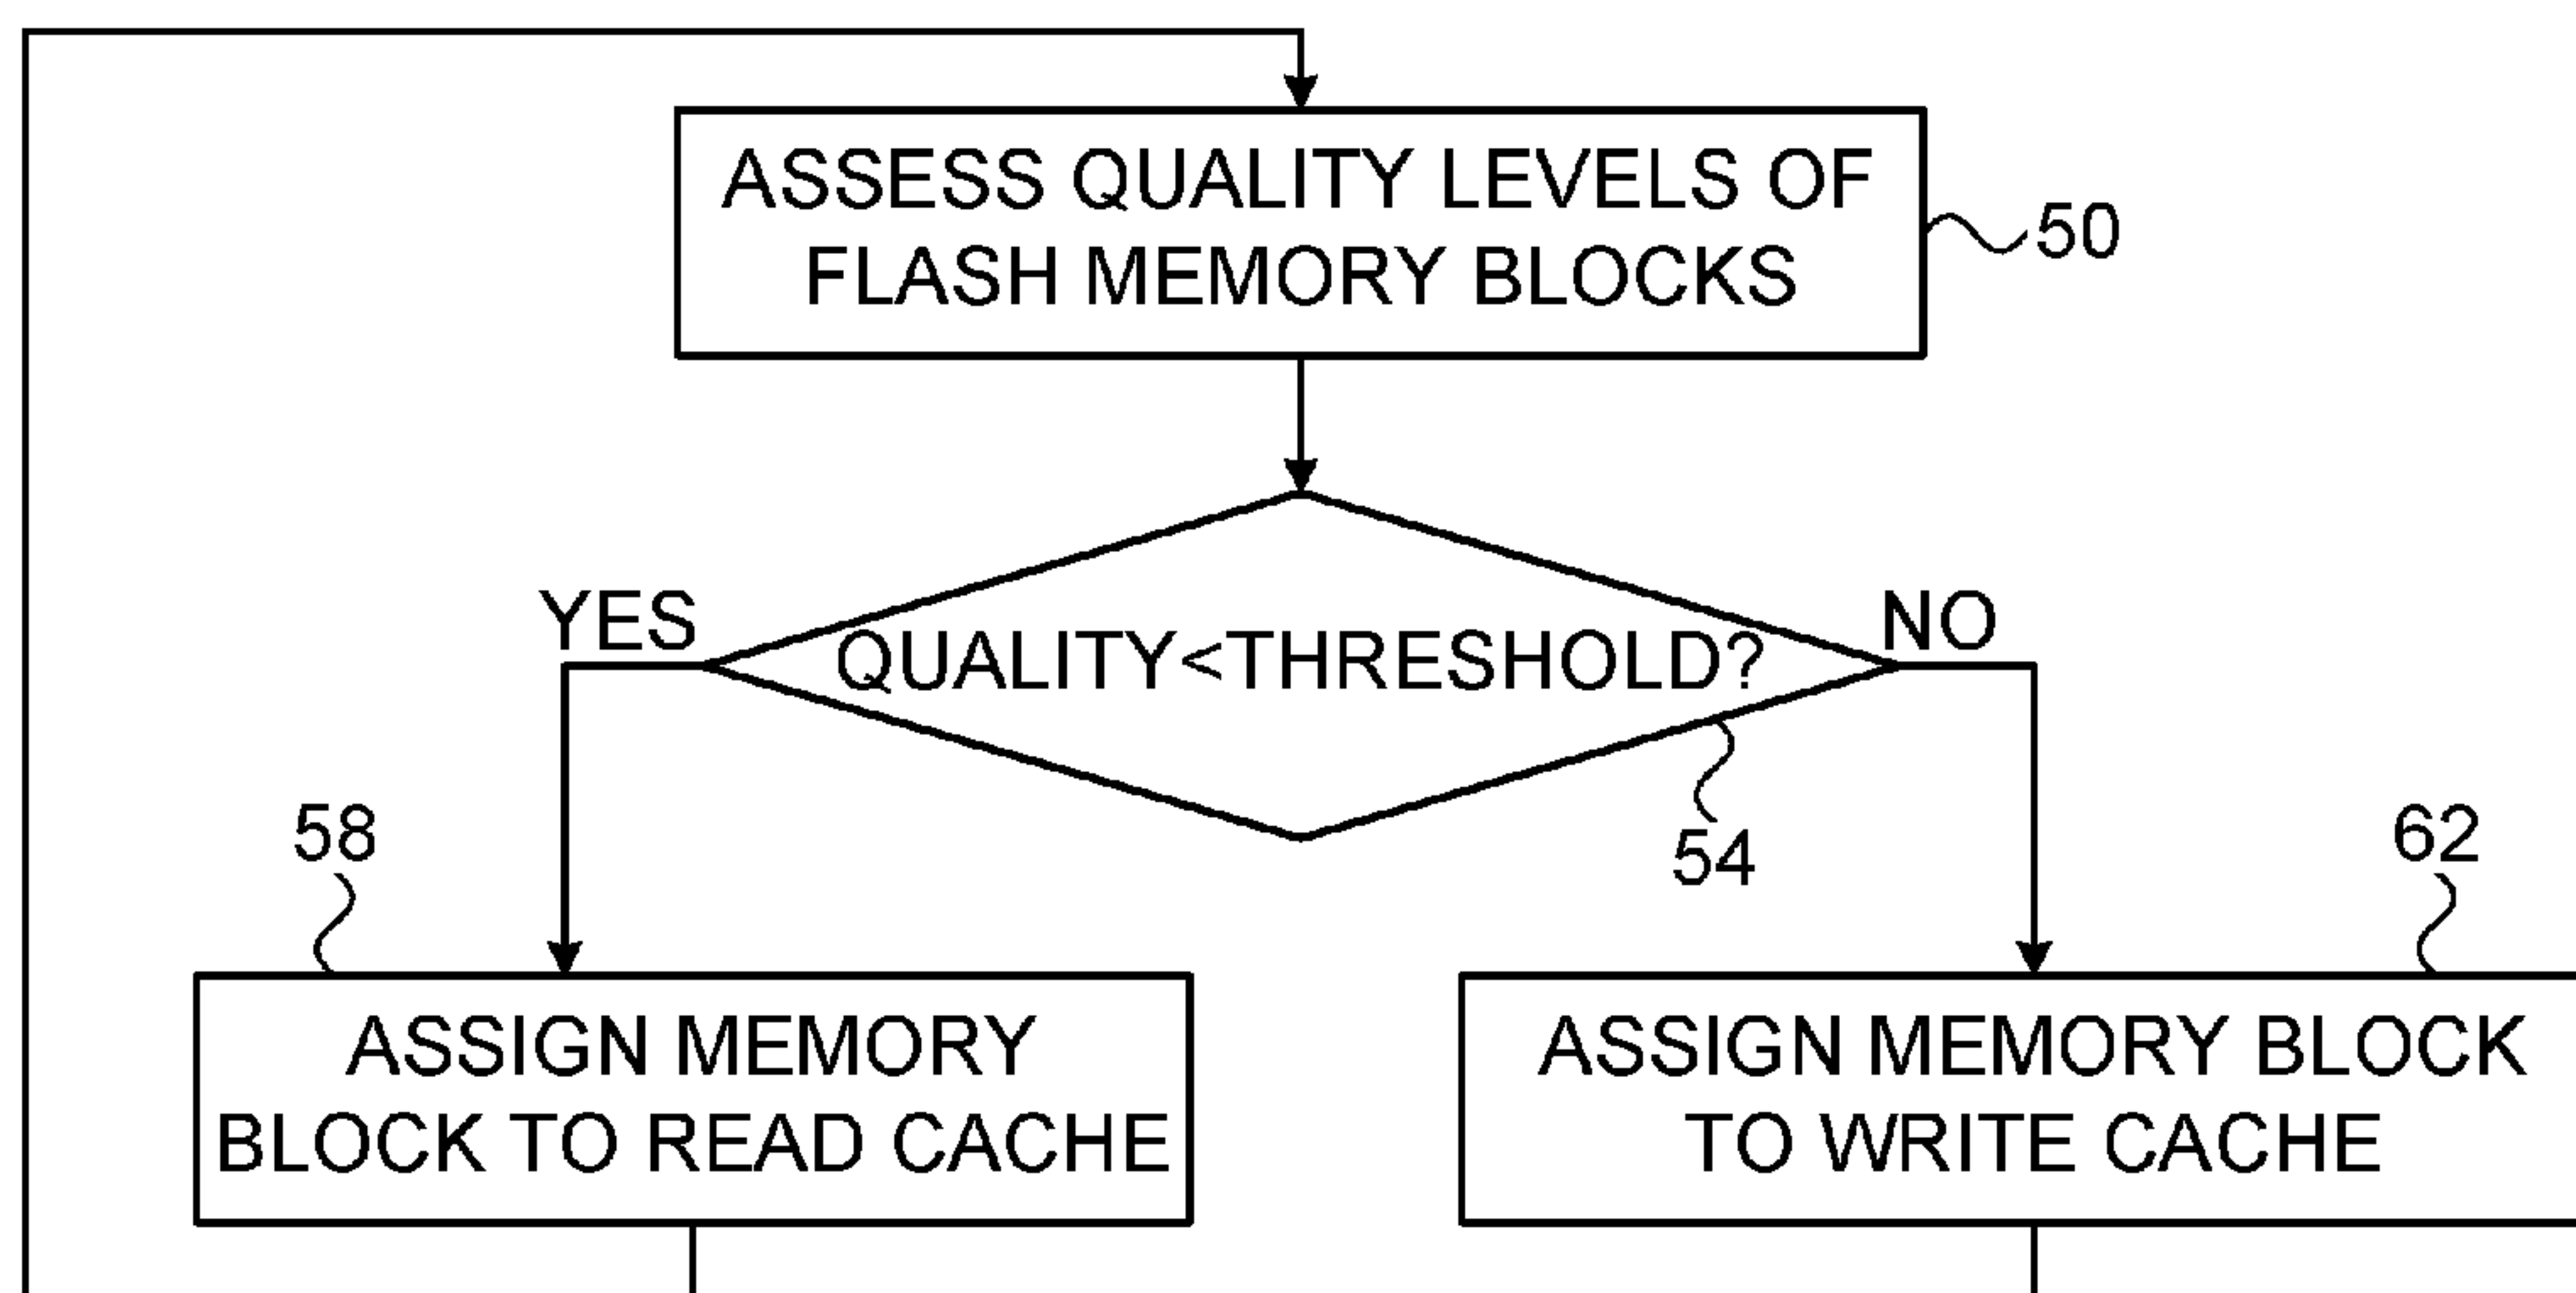 ASSESS QUALITY LEVELS OF
FLASH MEMORY BLOCKS
50
YES
NO
QUALITY<THRESHOLD?
54
58
62
ASSIGN MEMORY
BLOCK TO READ CACHE
ASSIGN MEMORY BLOCK
TO WRITE CACHE